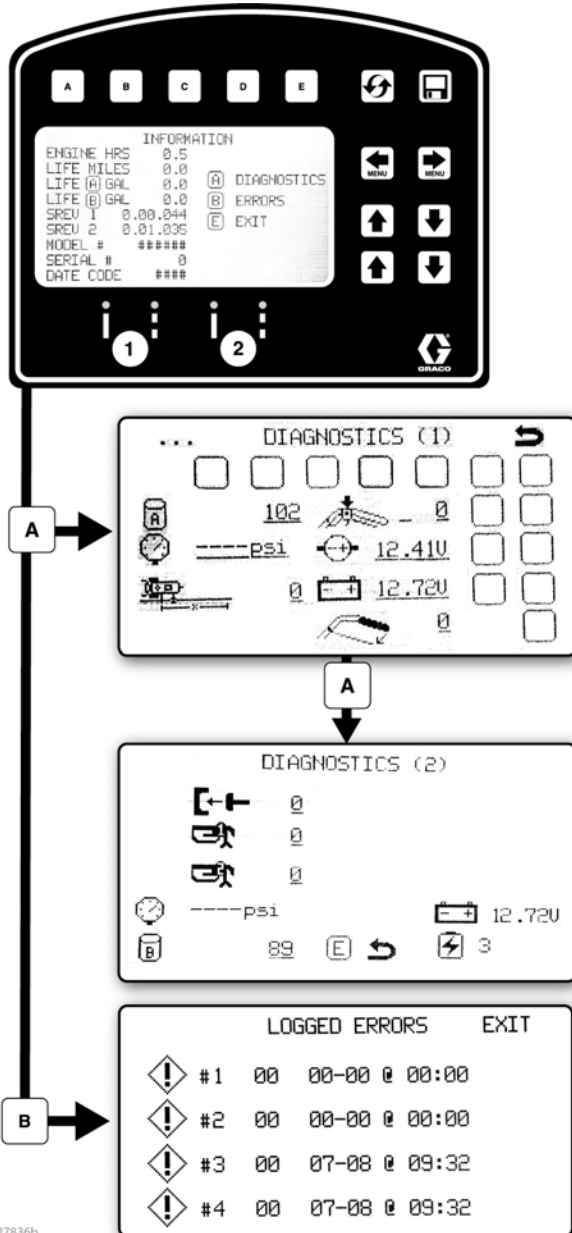 A B C D E
INFORMATION
ENGINE HRS 0.5
LIFE MILES 0.0
LIFE A GAL 0.0
LIFE B GAL 0.0
SREV 1 0.00.044
SREV 2 0.01.035
MODEL # ######
SERIAL # 0
DATE CODE ####
A DIAGNOSTICS
B ERRORS
E EXIT
MENU MENU
1 2
GRACO
A
... DIAGNOSTICS (1)
A 102 _ 0
----psi 12.41V
x 0 12.72V
0
A
DIAGNOSTICS (2)
0
1 0
2 0
----psi 12.72V
B 89 E 3
B
LOGGED ERRORS EXIT
#1 00 00-00 @ 00:00
#2 00 00-00 @ 00:00
#3 00 07-08 @ 09:32
#4 00 07-08 @ 09:32